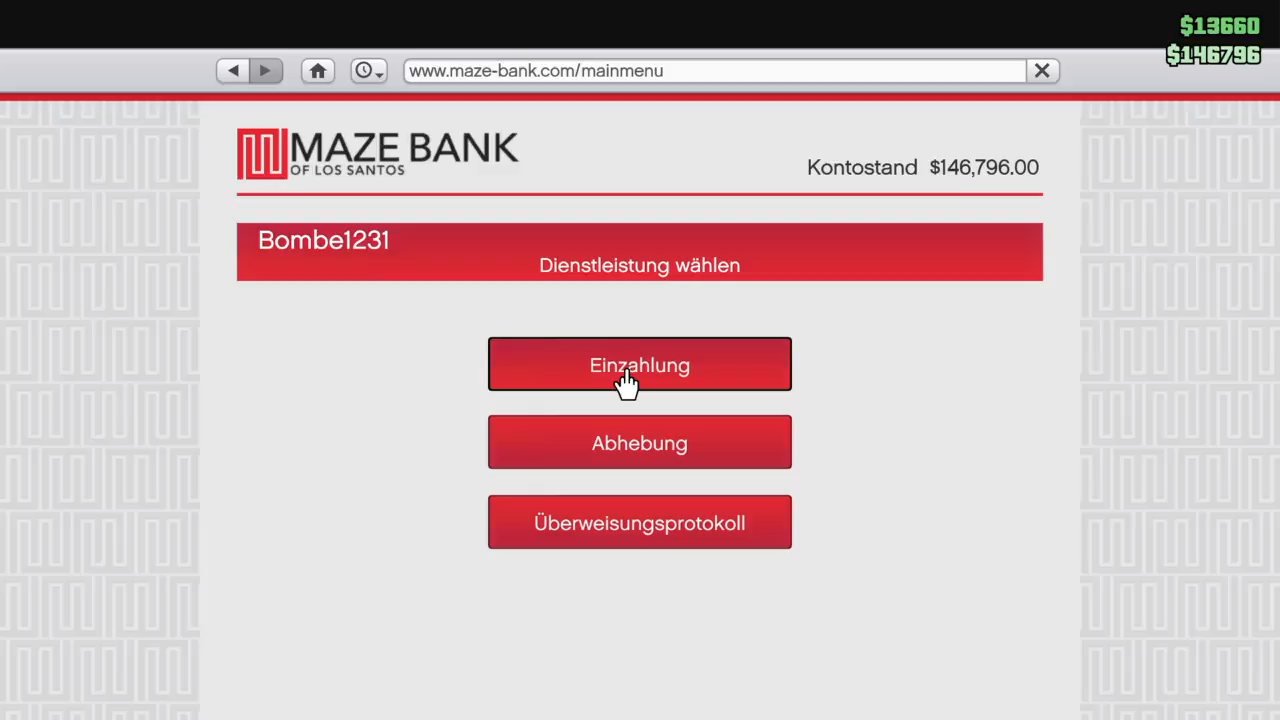 $13660
$146796
www.maze-bank.com/mainmenu
MAZE BANK
OF LOS SANTOS
Kontostand $146,796.00
Bombe1231
Dienstleistung wählen
Einzahlung
Abhebung
Überweisungsprotokoll